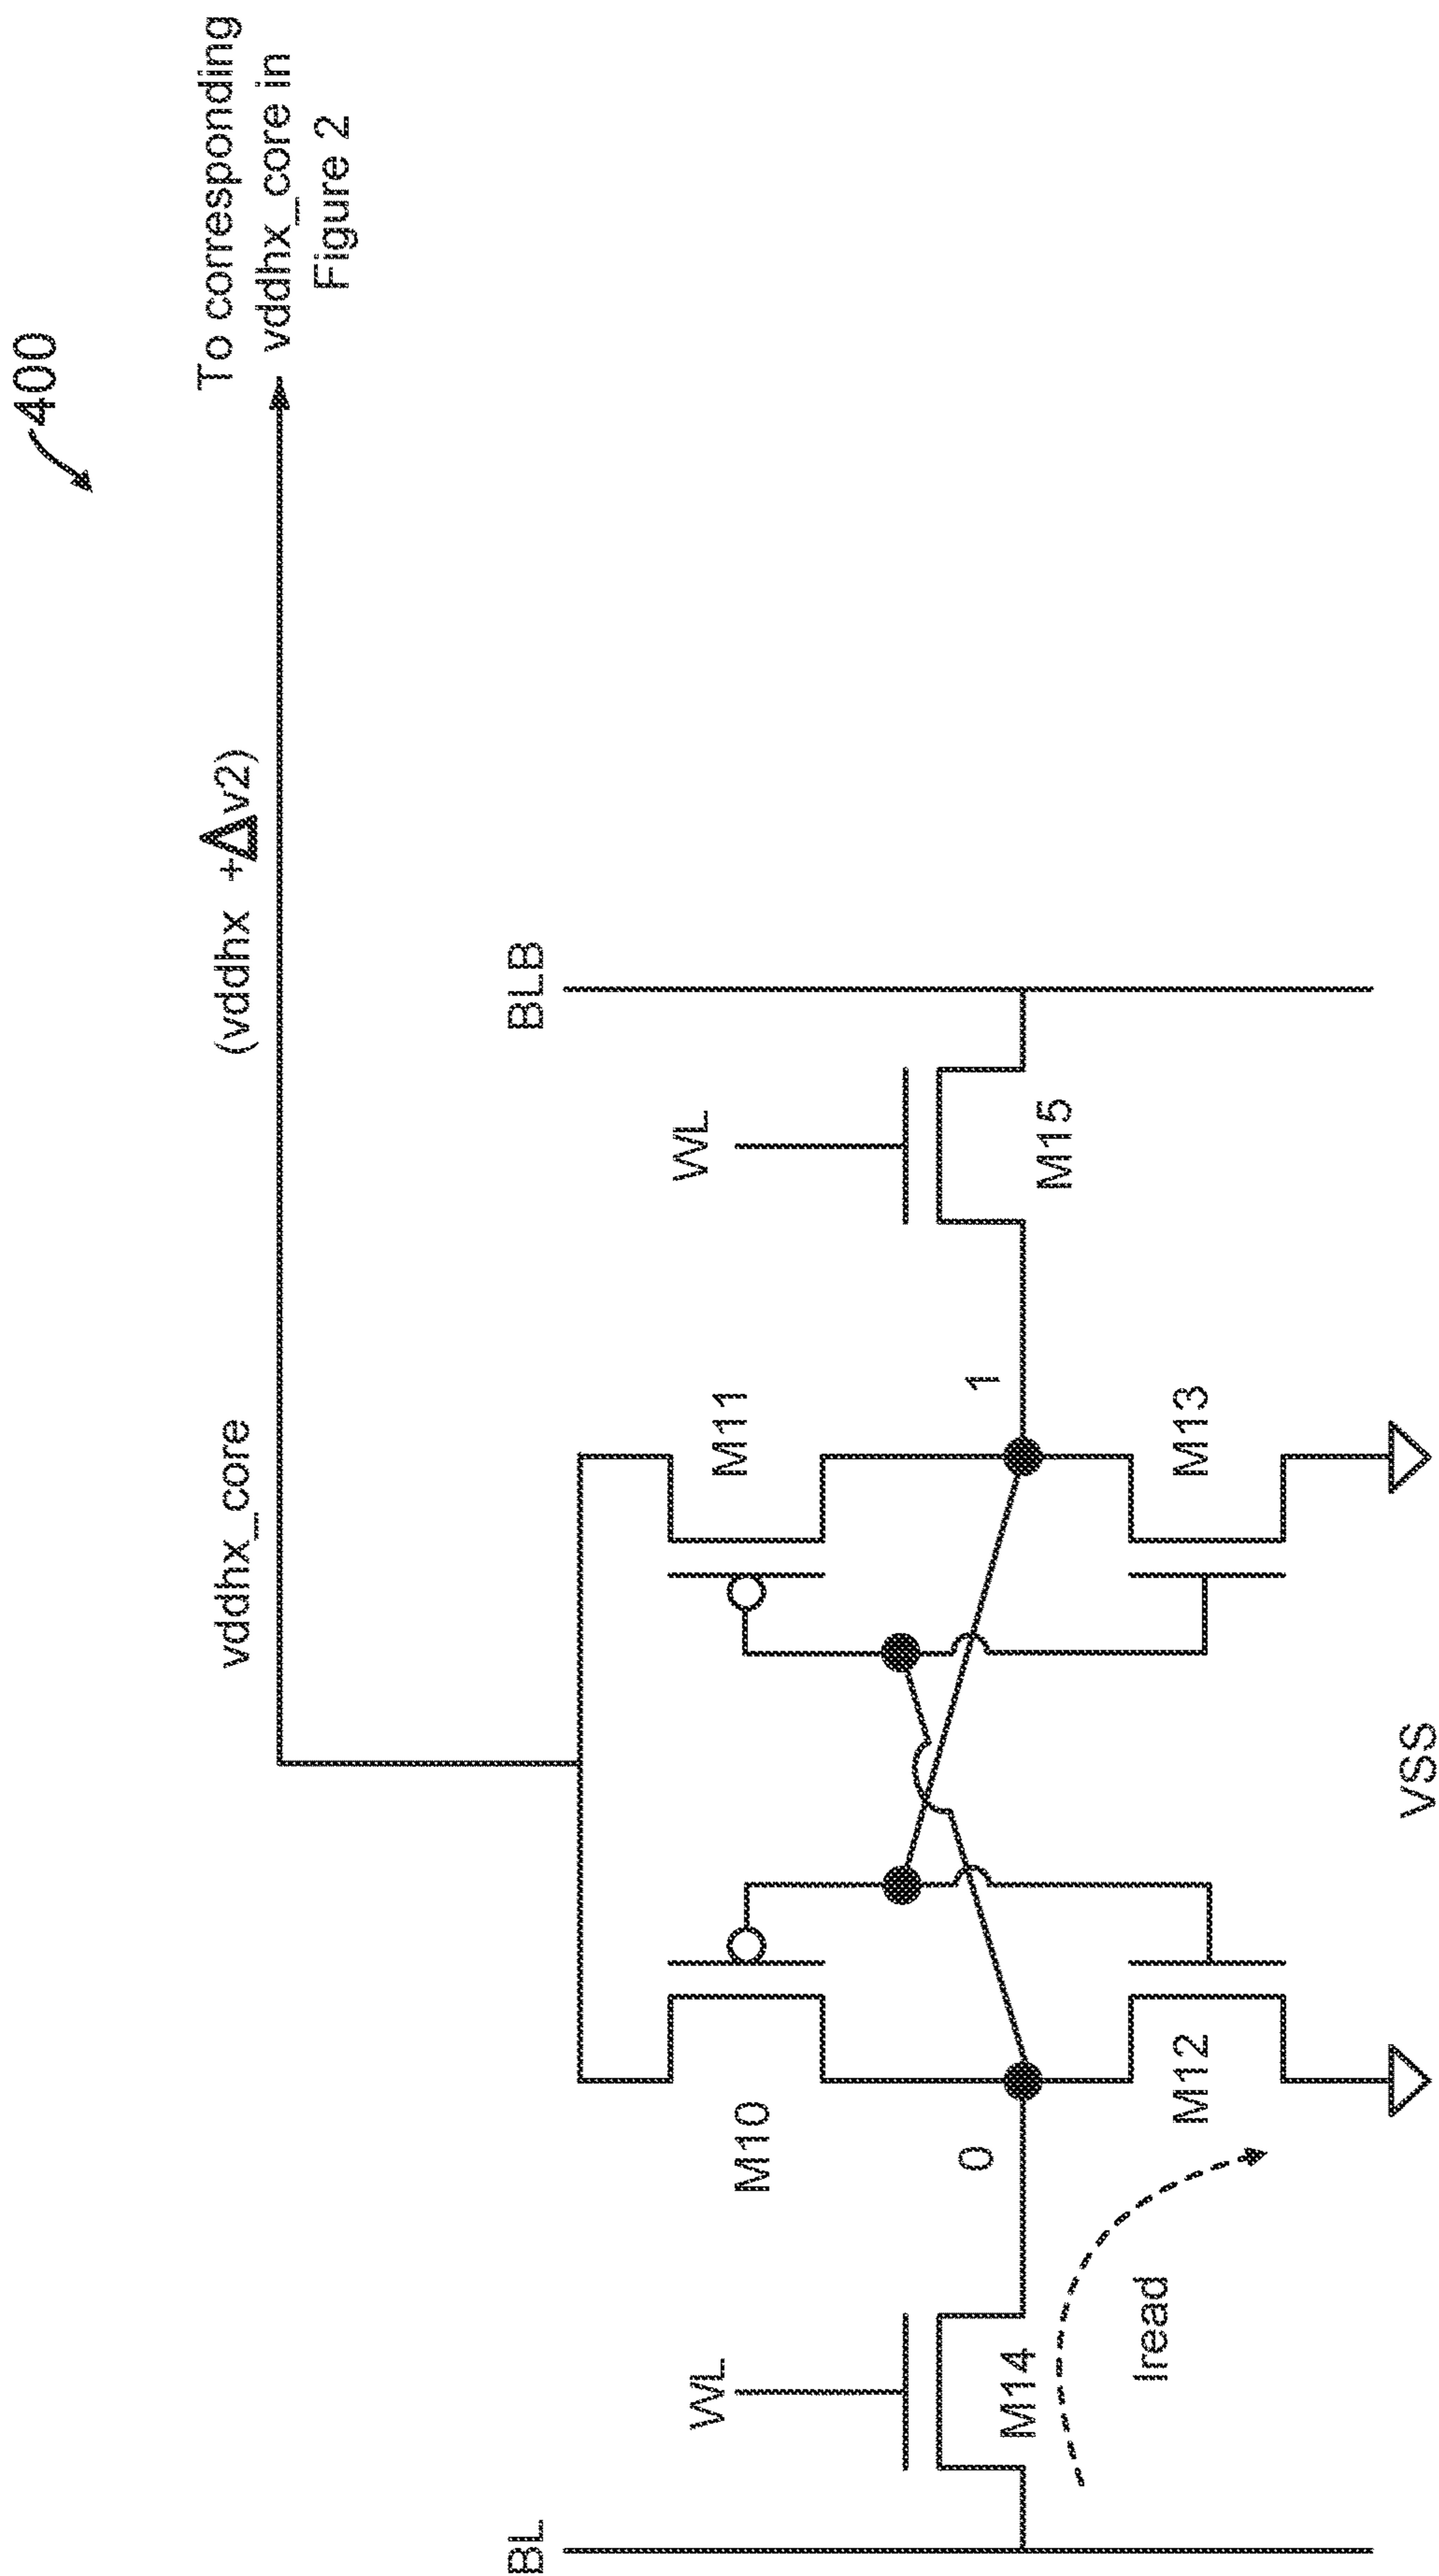 400
To corresponding
vddhx_core in
Figure 2
vddhx_core
(vddhx +Δv2)
BL
BLB
WL
WL
M10
M11
M14
0
1
M15
Iread
M12
M13
VSS